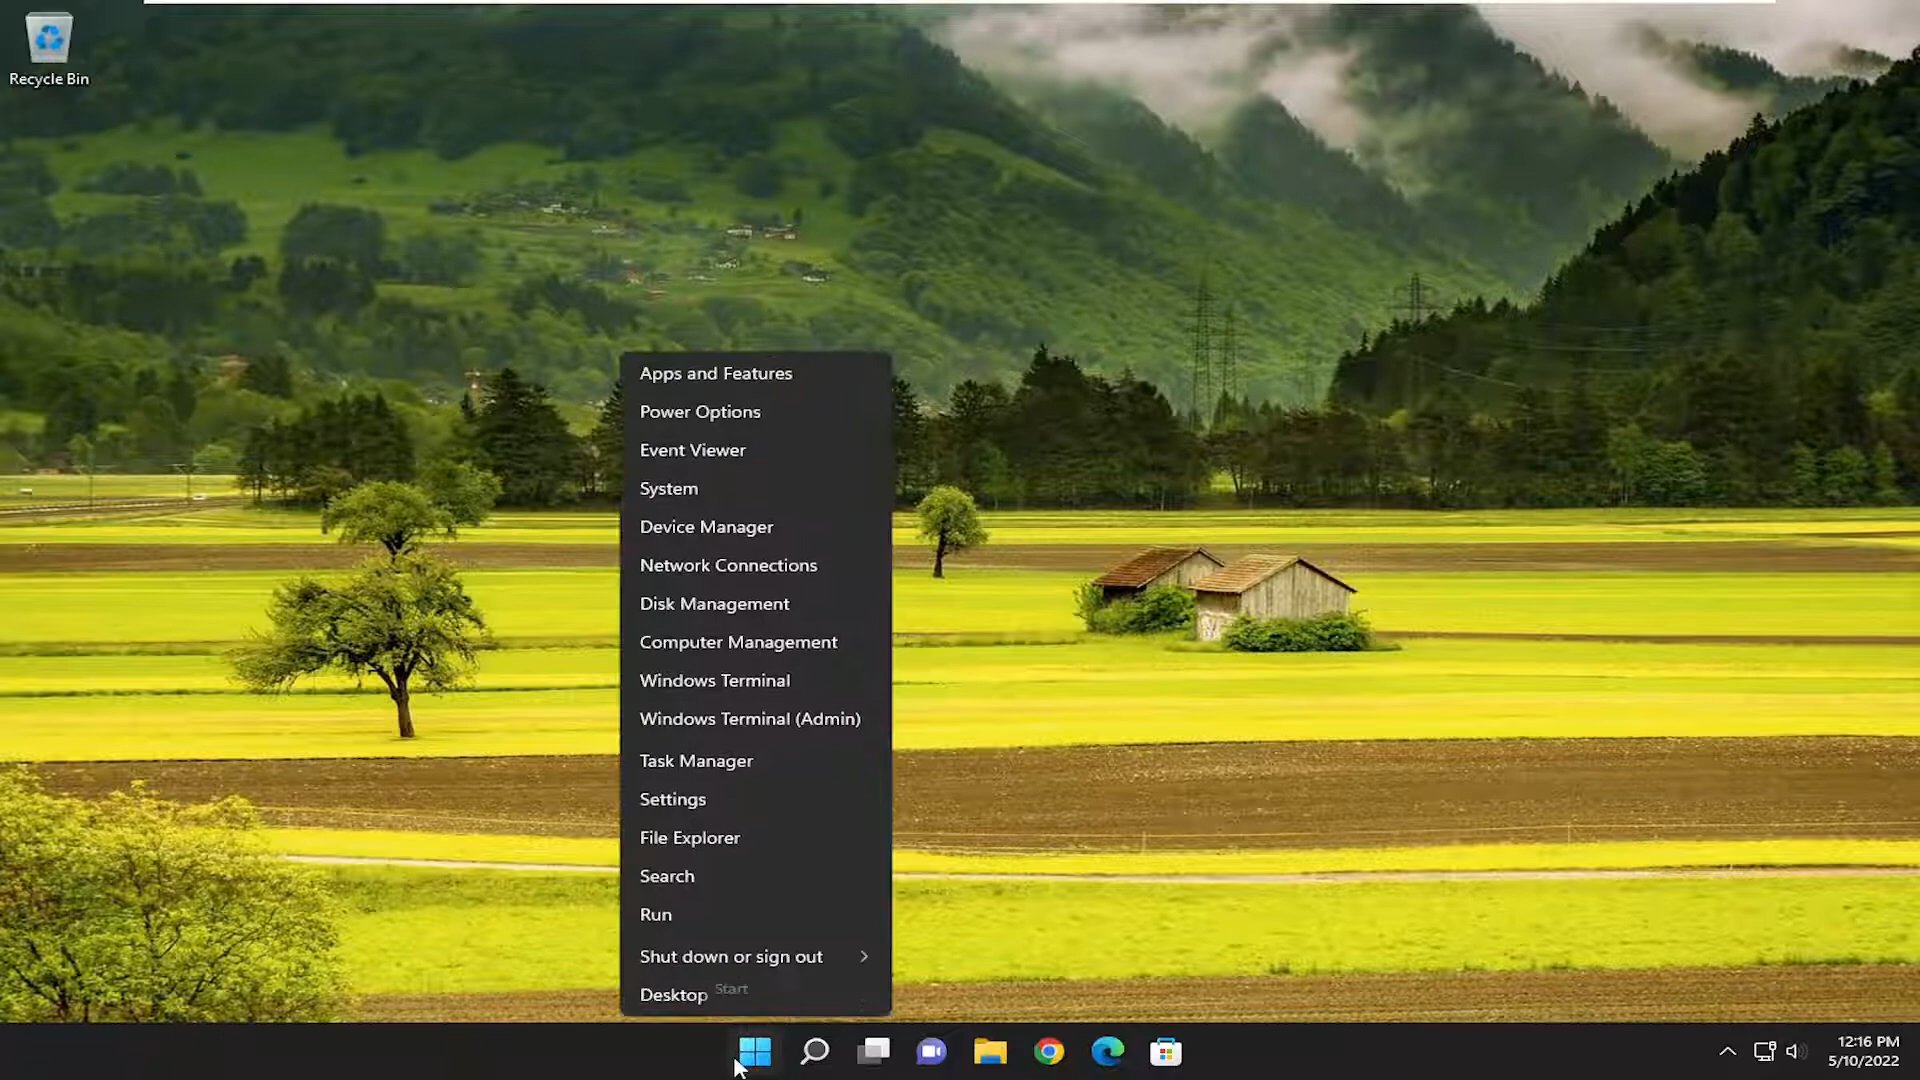 Recycle Bin
Apps and Features
Power Options
Event Viewer
System
Device Manager
Network Connections
Disk Management
Computer Management
Windows Terminal
Windows Terminal (Admin)
Task Manager
Settings
File Explorer
Search
Run
Shut down or sign out
Desktop
Start
12:16 PM
5/10/2022